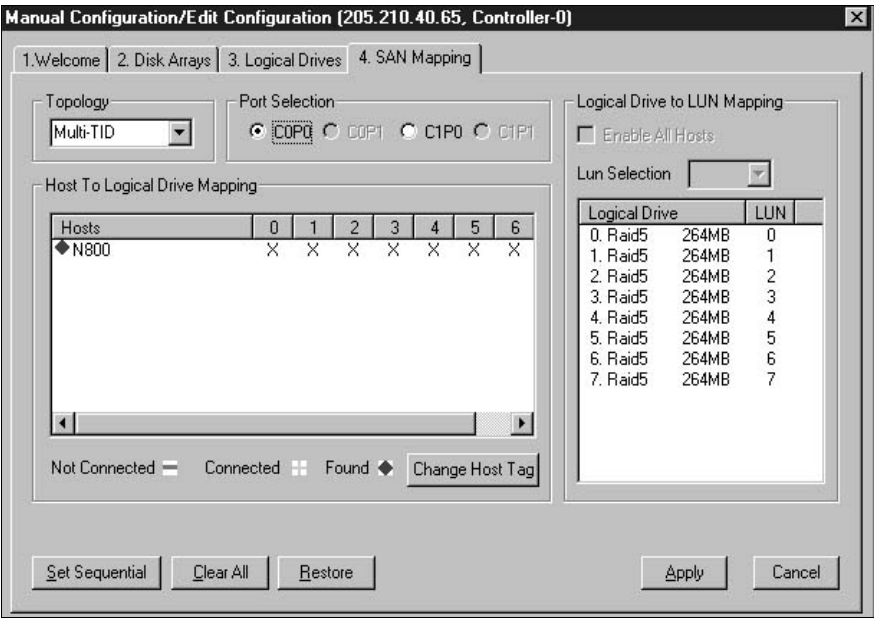 Manual Configuration/Edit Configuration (205.210.40.65, Controller-0)
1.Welcome 2. Disk Arrays 3. Logical Drives 4. SAN Mapping
Topology
Multi-TID
Port Selection
C0P0 C0P1 C1P0 C1P1
Host To Logical Drive Mapping
Hosts 0 1 2 3 4 5 6
N800 X X X X X X X
Not Connected Connected Found Change Host Tag
Logical Drive to LUN Mapping
Enable All Hosts
Lun Selection
Logical Drive LUN
0. Raid5 264MB 0
1. Raid5 264MB 1
2. Raid5 264MB 2
3. Raid5 264MB 3
4. Raid5 264MB 4
5. Raid5 264MB 5
6. Raid5 264MB 6
7. Raid5 264MB 7
Set Sequential Clear All Restore Apply Cancel